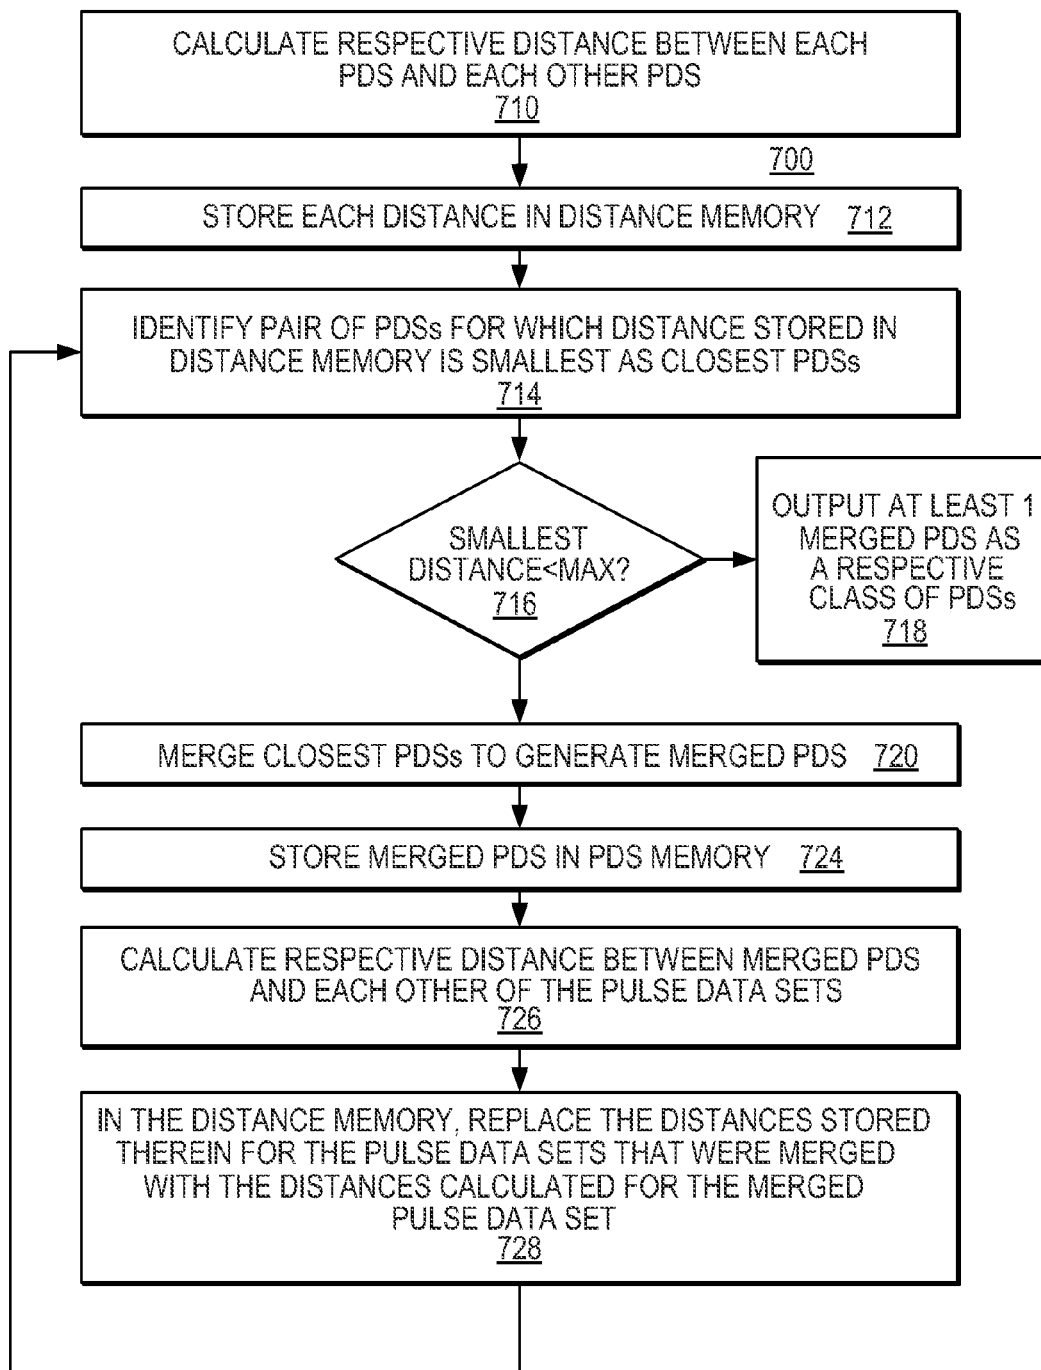 CALCULATE RESPECTIVE DISTANCE BETWEEN EACH
PDS AND EACH OTHER PDS
710
700
STORE EACH DISTANCE IN DISTANCE MEMORY 712
IDENTIFY PAIR OF PDSs FOR WHICH DISTANCE STORED IN
DISTANCE MEMORY IS SMALLEST AS CLOSEST PDSs
714
SMALLEST
DISTANCE<MAX?
716
OUTPUT AT LEAST 1
MERGED PDS AS
A RESPECTIVE
CLASS OF PDSs
718
MERGE CLOSEST PDSs TO GENERATE MERGED PDS 720
STORE MERGED PDS IN PDS MEMORY 724
CALCULATE RESPECTIVE DISTANCE BETWEEN MERGED PDS
AND EACH OTHER OF THE PULSE DATA SETS
726
IN THE DISTANCE MEMORY, REPLACE THE DISTANCES STORED
THEREIN FOR THE PULSE DATA SETS THAT WERE MERGED
WITH THE DISTANCES CALCULATED FOR THE MERGED
PULSE DATA SET
728